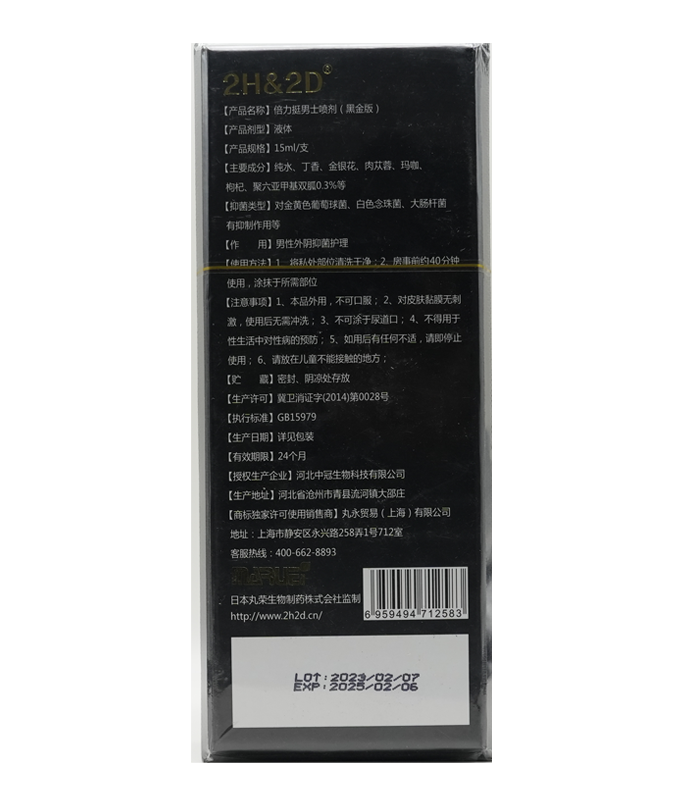 2H&2D®
【产品名称】倍力挺男士喷剂（黑金版）
【产品剂型】液体
【产品规格】15ml/支
【主要成分】纯水、丁香、金银花、肉苁蓉、玛咖、
枸杞、聚六亚甲基双胍0.3%等
【抑菌类型】对金黄色葡萄球菌、白色念珠菌、大肠杆菌
有抑制作用等
【作 用】男性外阴抑菌护理
【使用方法】1、将私处部位清洗干净；2、房事前约40分钟
使用，涂抹于所需部位
【注意事项】1、本品外用，不可口服； 2、对皮肤黏膜无刺
激，使用后无需冲洗； 3、不可涂于尿道口； 4、不得用于
性生活中对性病的预防； 5、如用后有任何不适，请即停止
使用； 6、请放在儿童不能接触的地方；
【贮 藏】密封、阴凉处存放
【生产许可】冀卫消证字(2014)第0028号
【执行标准】GB15979
【生产日期】详见包装
【有效期限】24个月
【授权生产企业】河北中冠生物科技有限公司
【生产地址】河北省沧州市青县流河镇大邵庄
【商标独家许可使用销售商】丸永贸易（上海）有限公司
地址：上海市静安区永兴路258弄1号712室
客服热线：400-662-8893
日本丸荣生物制药株式会社监制
http://www.2h2d.cn/
6 959494 712583
LOT:2023/02/07
EXP:2025/02/06